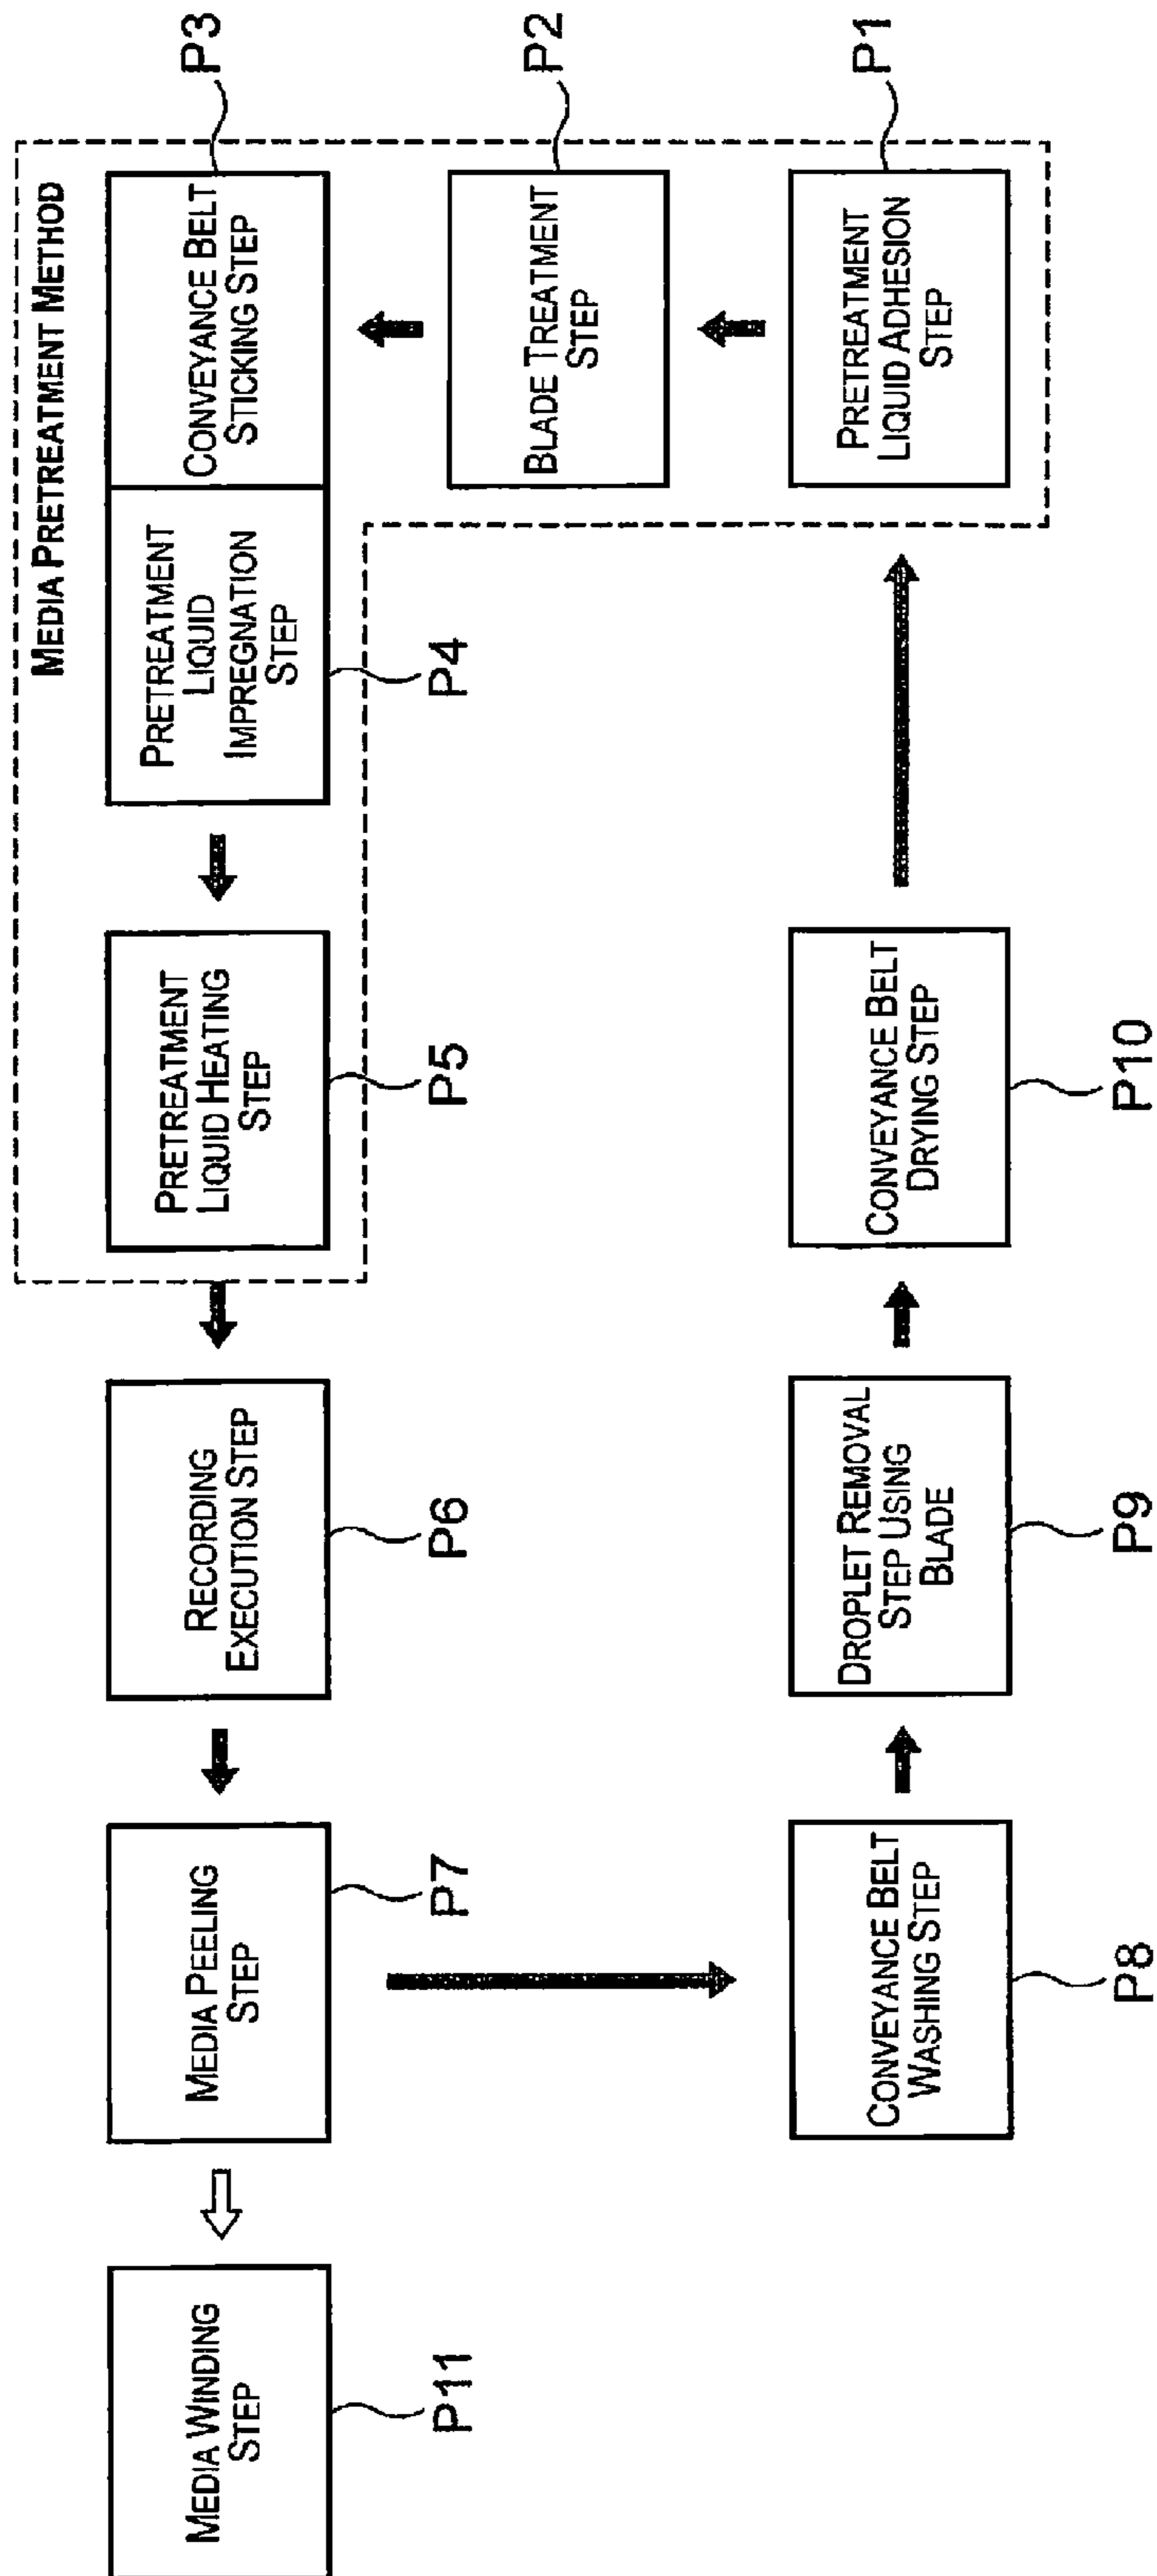 MEDIA PRETREATMENT METHOD
MEDIA WINDING
STEP
P11
MEDIA PEELING
STEP
P7
RECORDING
EXECUTION STEP
P6
PRETREATMENT
LIQUID HEATING
STEP
P5
PRETREATMENT
LIQUID
IMPREGNATION
STEP
P4
CONVEYANCE BELT
STICKING STEP
P3
BLADE TREATMENT
STEP
P2
PRETREATMENT
LIQUID ADHESION
STEP
P1
CONVEYANCE BELT
WASHING STEP
P8
DROPLET REMOVAL
STEP USING
BLADE
P9
CONVEYANCE BELT
DRYING STEP
P10